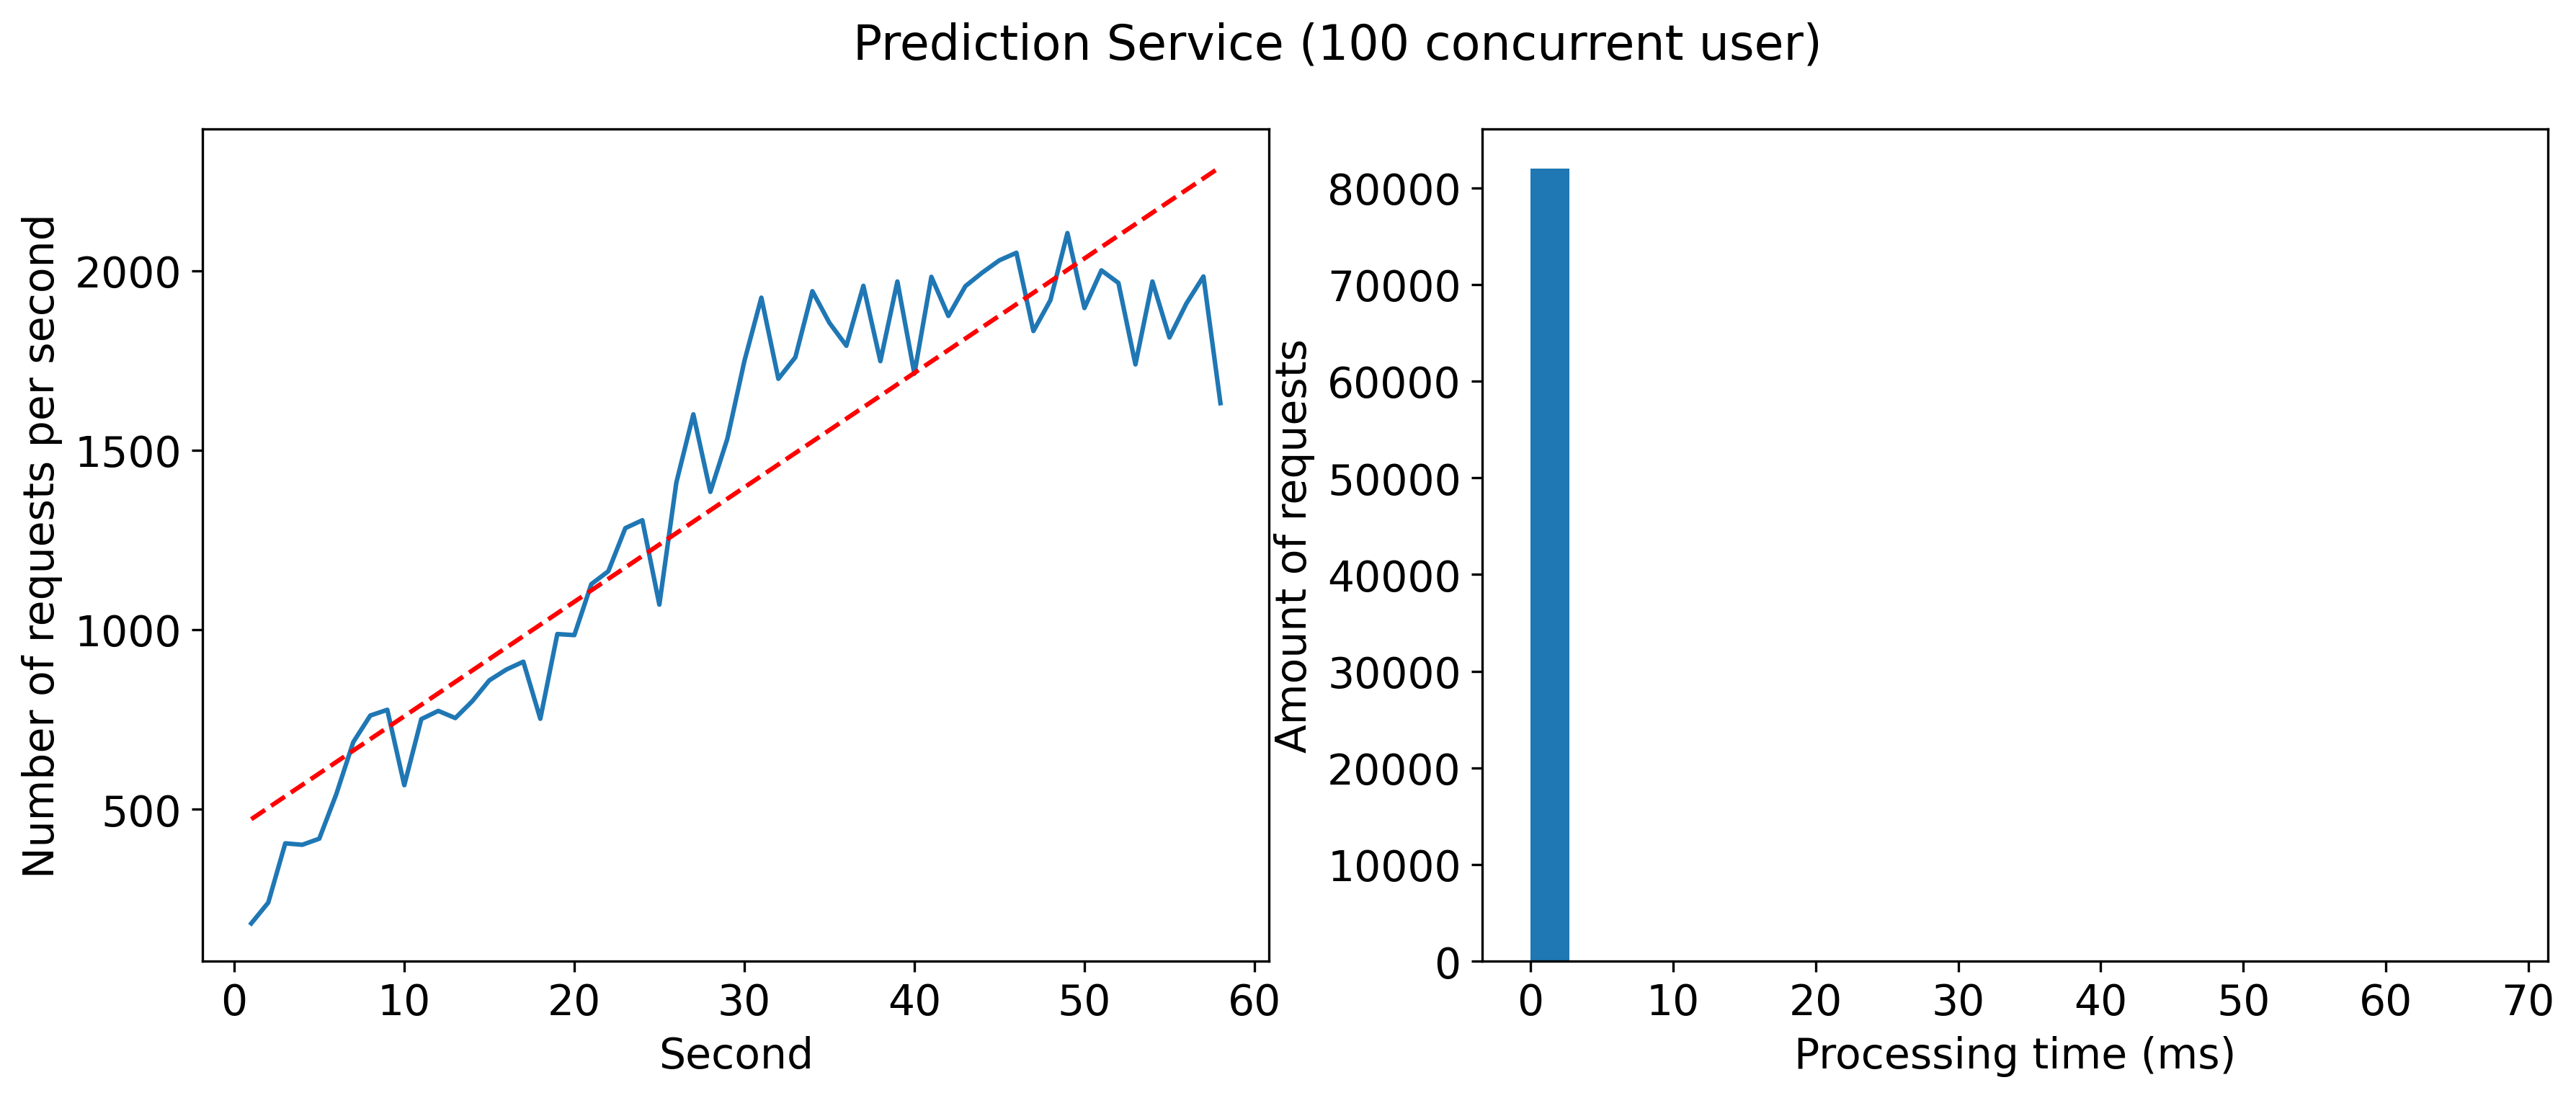 Prediction Service (100 concurrent user)
Number of requests per second
2000
1500
1000
500
0 10 20 30 40 50 60
Second
Amount of requests
80000
70000
60000
50000
40000
30000
20000
10000
0
0 10 20 30 40 50 60 70
Processing time (ms)